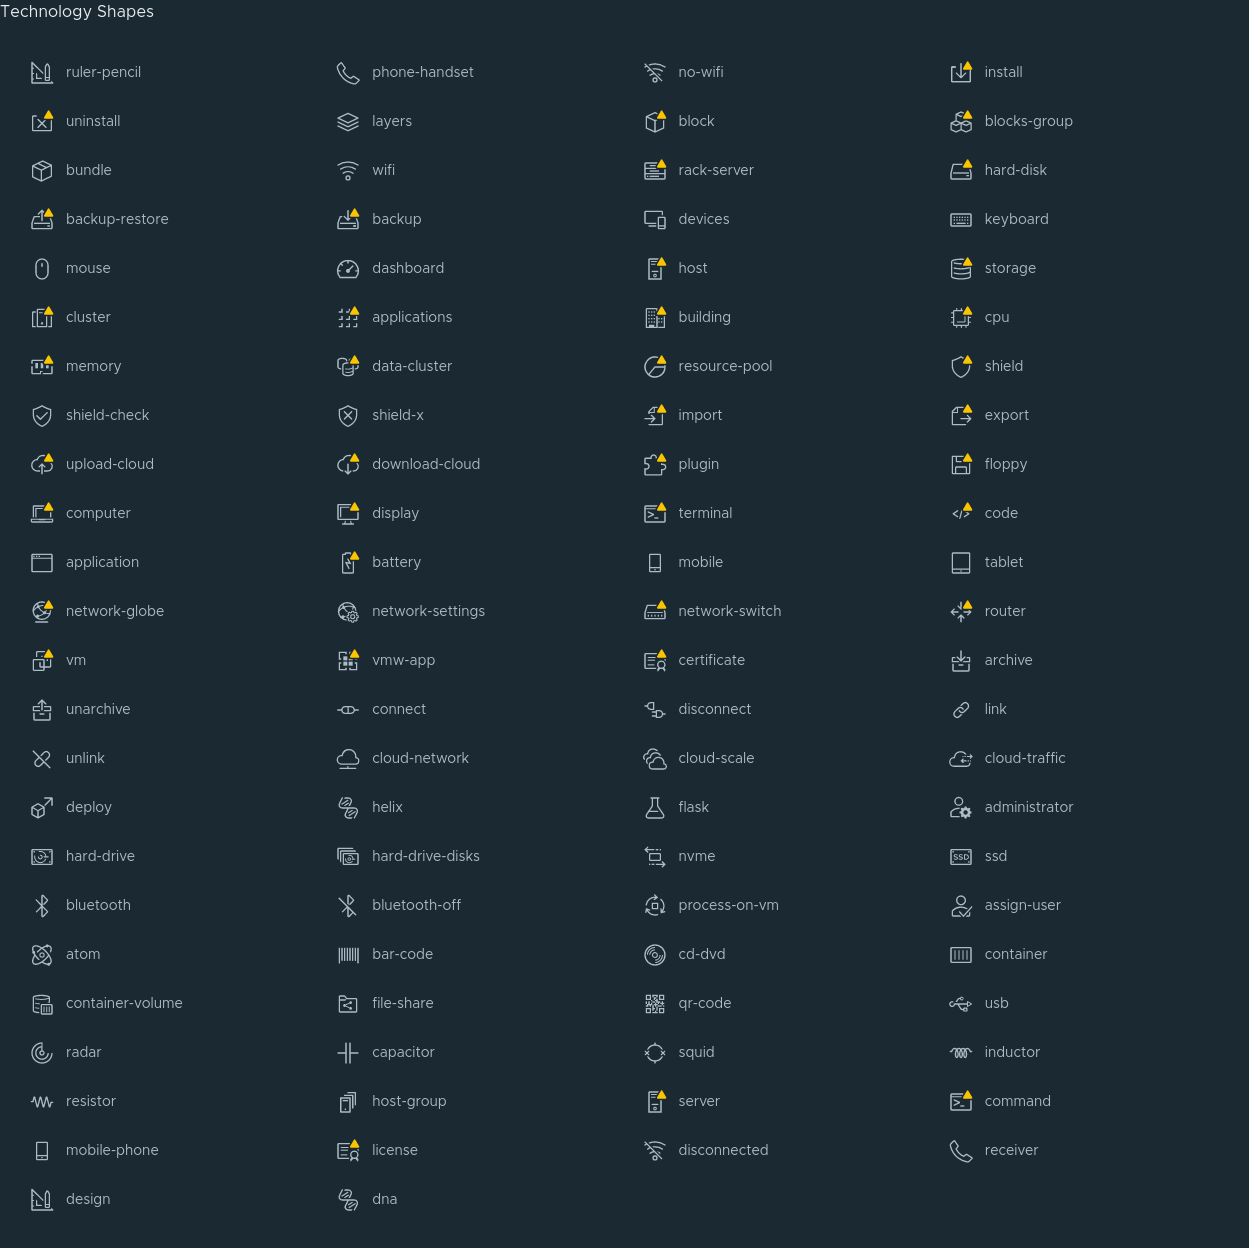 Technology Shapes
ruler-pencil phone-handset no-wifi install
uninstall layers block blocks-group
bundle wifi rack-server hard-disk
backup-restore backup devices keyboard
mouse dashboard host storage
cluster applications building cpu
memory data-cluster resource-pool shield
shield-check shield-x import export
upload-cloud download-cloud plugin floppy
computer display terminal code
application battery mobile tablet
network-globe network-settings network-switch router
vm vmw-app certificate archive
unarchive connect disconnect link
unlink cloud-network cloud-scale cloud-traffic
deploy helix flask administrator
hard-drive hard-drive-disks nvme SSD ssd
bluetooth bluetooth-off process-on-vm assign-user
atom bar-code cd-dvd container
container-volume file-share qr-code usb
radar capacitor squid inductor
resistor host-group server command
mobile-phone license disconnected receiver
design dna